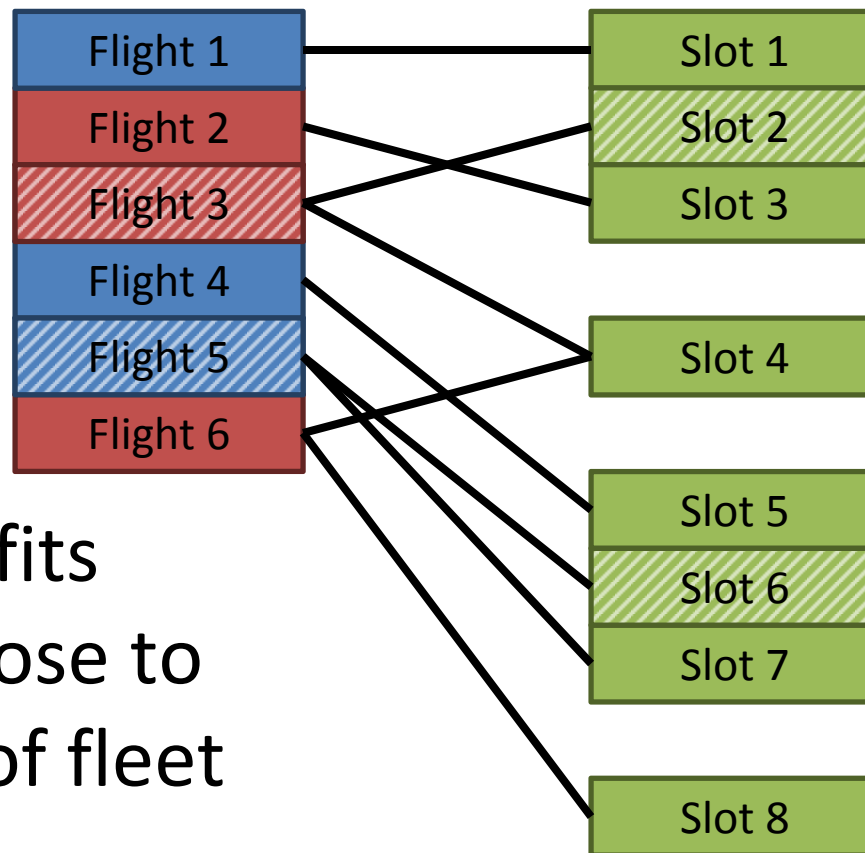 Flight 1
Flight 2
Flight 3
Flight 4
Flight 5
Flight 6
Slot 1
Slot 2
Slot 3
Slot 4
Slot 5
Slot 6
Slot 7
Slot 8
fits
ose to
of fleet